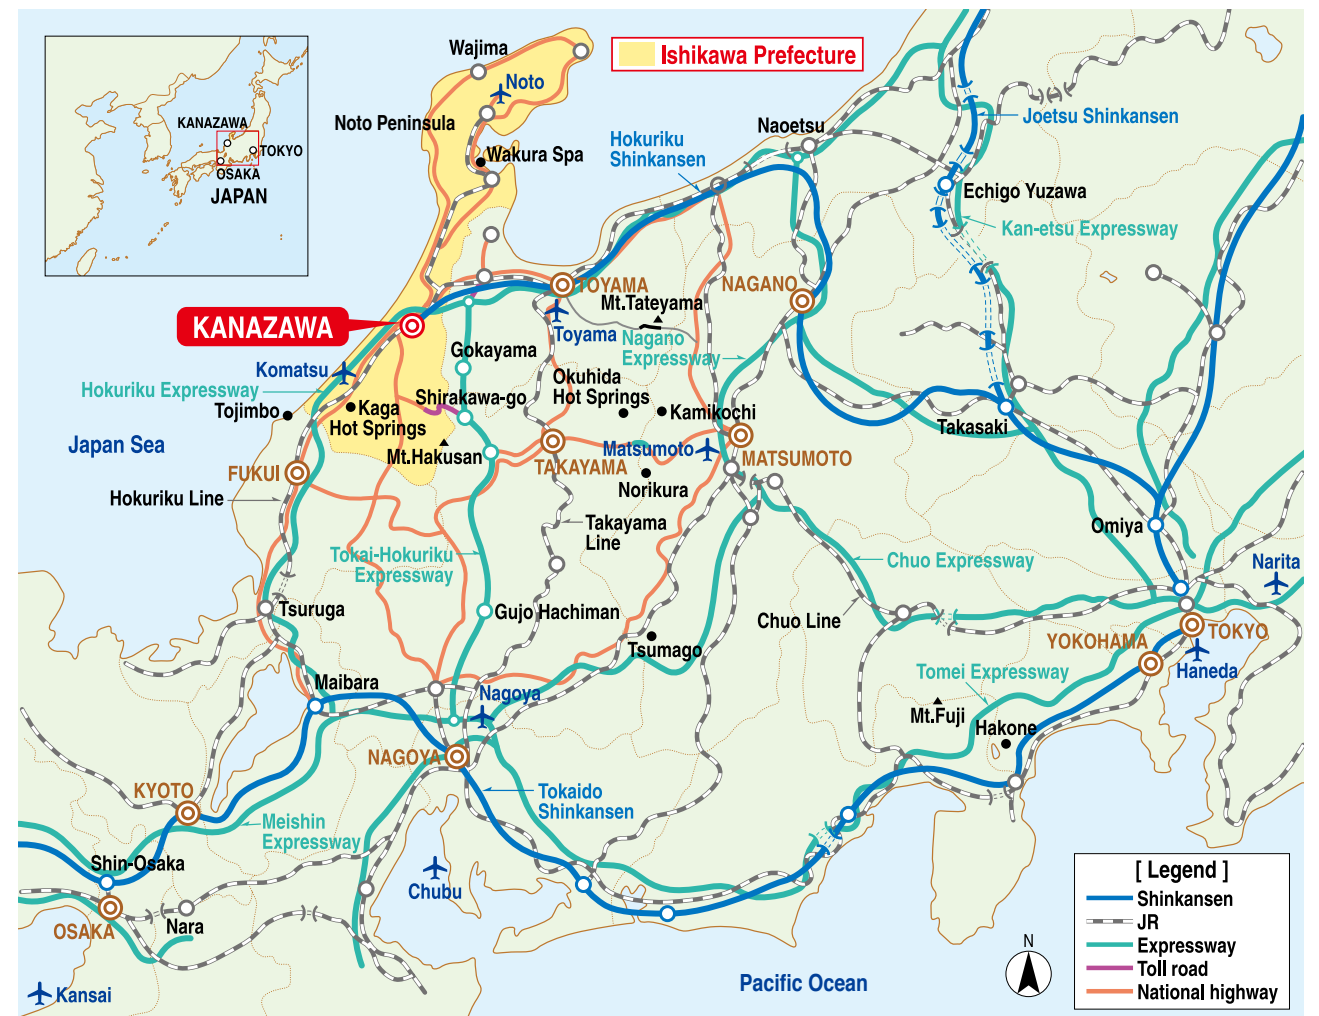 KANAZAWA
TOKYO
OSAKA
JAPAN
Ishikawa Prefecture
Wajima
Noto
Noto Peninsula
Wakura Spa
Hokuriku
Shinkansen
Naoetsu
Joetsu Shinkansen
Echigo Yuzawa
Kan-etsu Expressway
TOYAMA
NAGANO
Mt.Tateyama
KANAZAWA
Toyama
Nagano
Expressway
Gokayama
Komatsu
Hokuriku Expressway
Okuhida
Hot Springs
Shirakawa-go
Tojimbo
Kaga
Hot Springs
Kamikochi
Takasaki
Japan Sea
Mt.Hakusan
Matsumoto
MATSUMOTO
TAKAYAMA
FUKUI
Norikura
Hokuriku Line
Takayama
Line
Omiya
Tokai-Hokuriku
Expressway
Chuo Expressway
Narita
Tsuruga
Gujo Hachiman
Chuo Line
TOKYO
YOKOHAMA
Tsumago
Haneda
Tomei Expressway
Maibara
Nagoya
Mt.Fuji
Hakone
NAGOYA
KYOTO
Tokaido
Shinkansen
Meishin
Expressway
Shin-Osaka
Chubu
OSAKA
Nara
Kansai
Pacific Ocean
N
[ Legend ]
Shinkansen
JR
Expressway
Toll road
National highway